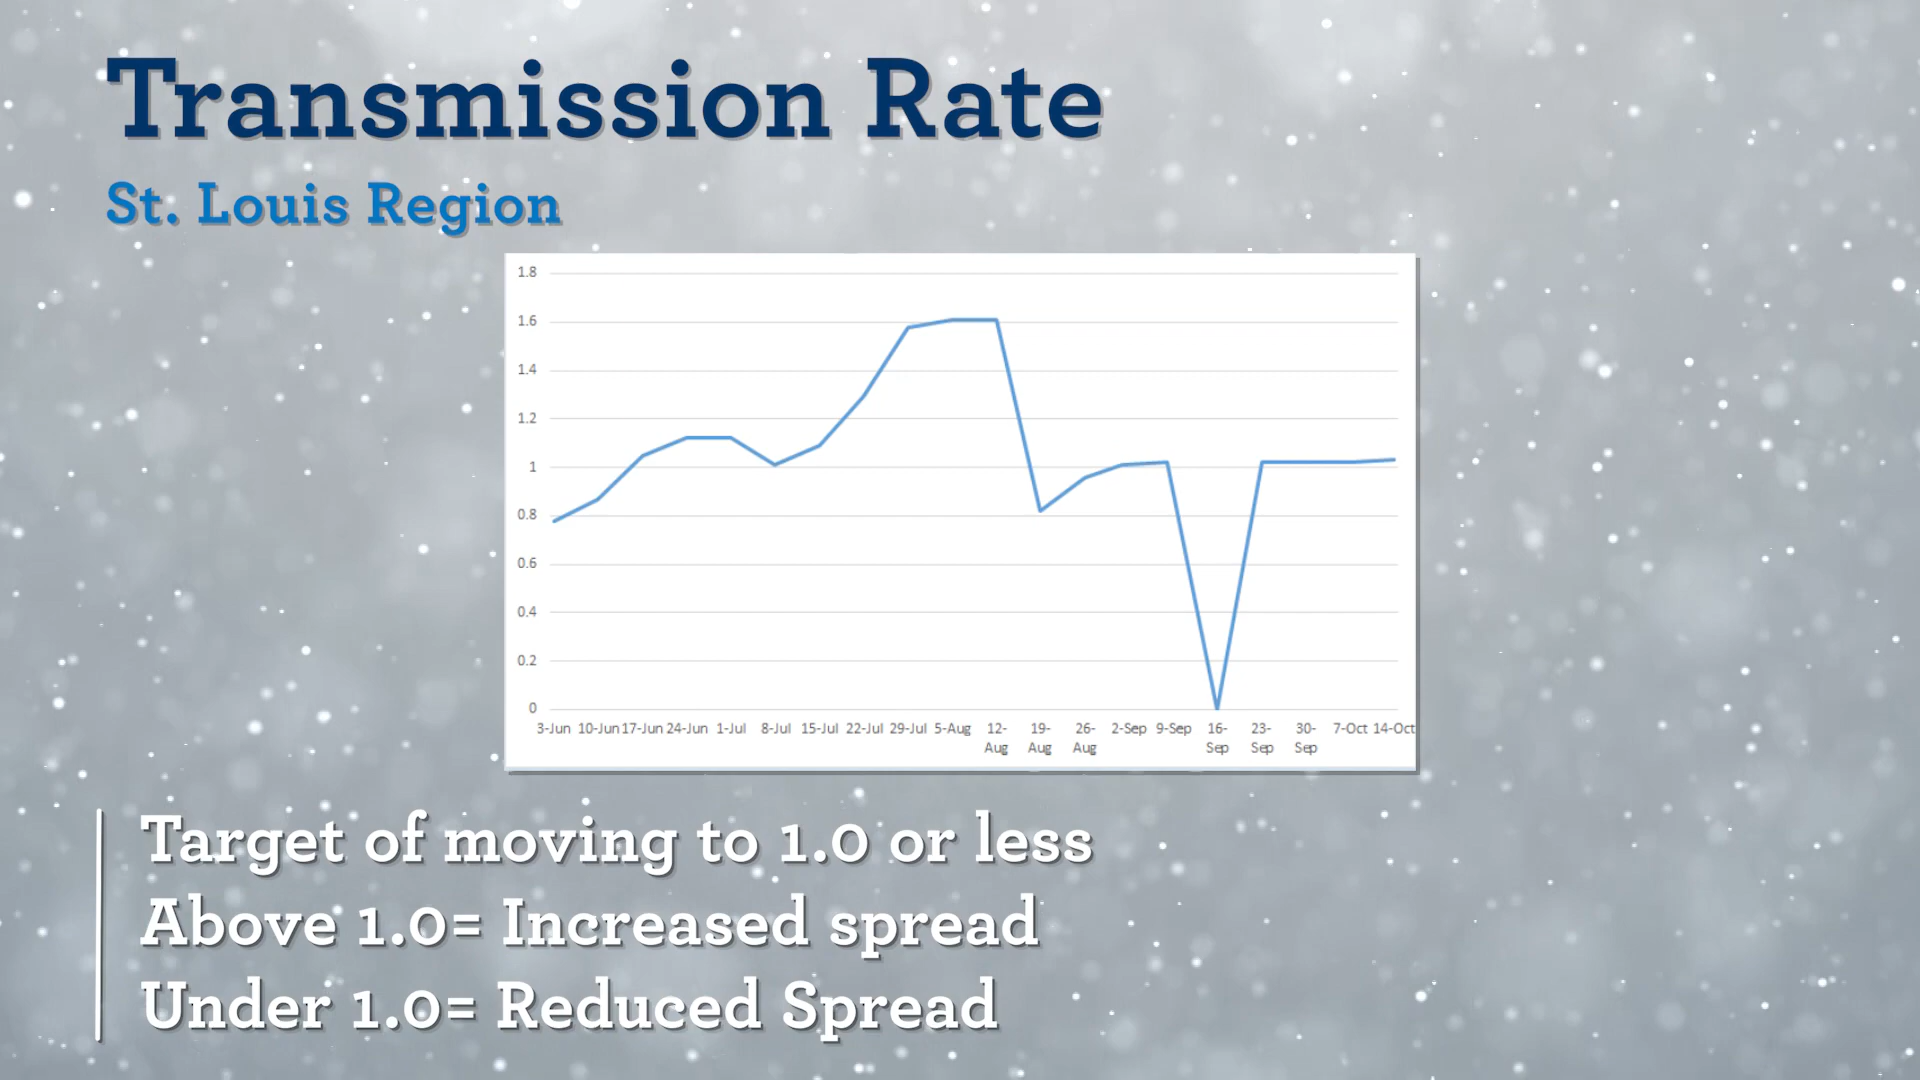 Transmission Rate
St. Louis Region
1.8
1.6
1.4
1.2
1
0.8
0.6
0.4
0.2
0
3-Jun 10-Jun 17-Jun 24-Jun 1-Jul 8-Jul 15-Jul 22-Jul 29-Jul 5-Aug 12-Aug 19-Aug 26-Aug 2-Sep 9-Sep 16-Sep 23-Sep 30-Sep 7-Oct 14-Oct
Target of moving to 1.0 or less
Above 1.0= Increased spread
Under 1.0= Reduced Spread